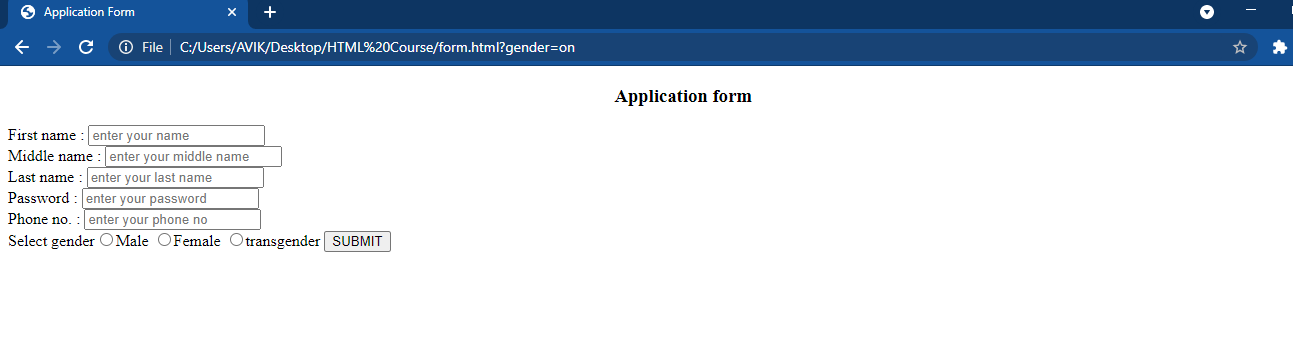 Application Form
File C:/Users/AVIK/Desktop/HTML%20Course/form.html?gender=on
Application form
First name : enter your name
Middle name : enter your middle name
Last name : enter your last name
Password : enter your password
Phone no. : enter your phone no
Select gender Male Female transgender SUBMIT